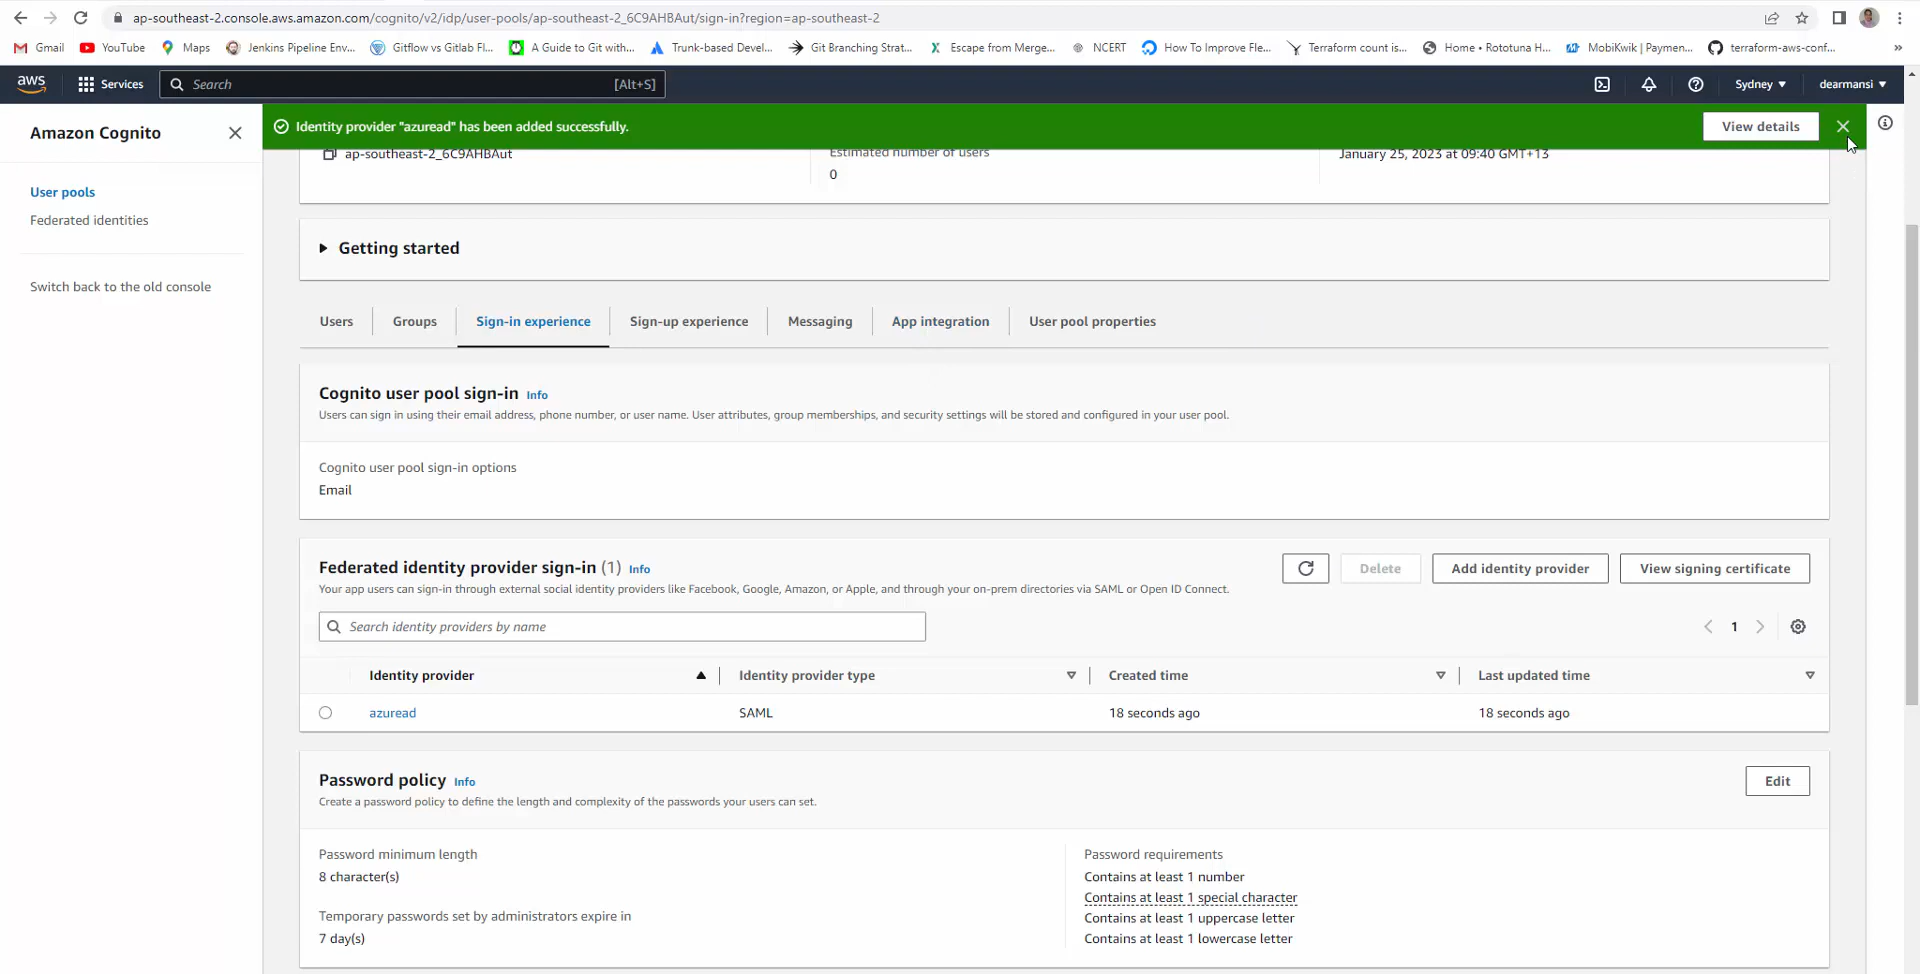 ap-southeast-2.console.aws.amazon.com/cognito/v2/idp/user-pools/ap-southeast-2_6C9AHBAut/sign-in?region=ap-southeast-2
Gmail YouTube Maps Jenkins Pipeline Env... Gitflow vs Gitlab Fl... A Guide to Git with... Trunk-based Devel... Git Branching Strat... Escape from Merge... NCERT How To Improve Fle... Terraform count is... Home • Rototuna H... MobiKwik | Paymen... terraform-aws-conf... »
aws Services Search [Alt+S] Sydney dearmansi
Amazon Cognito
User pools
Federated identities
Switch back to the old console
Identity provider "azuread" has been added successfully. View details
ap-southeast-2_6C9AHBAut
Estimated number of users
0
January 25, 2023 at 09:40 GMT+13
Getting started
Users Groups Sign-in experience Sign-up experience Messaging App integration User pool properties
Cognito user pool sign-in Info
Users can sign in using their email address, phone number, or user name. User attributes, group memberships, and security settings will be stored and configured in your user pool.
Cognito user pool sign-in options
Email
Federated identity provider sign-in (1) Info Delete Add identity provider View signing certificate
Your app users can sign-in through external social identity providers like Facebook, Google, Amazon, or Apple, and through your on-prem directories via SAML or Open ID Connect.
Search identity providers by name 1
Identity provider Identity provider type Created time Last updated time
azuread SAML 18 seconds ago 18 seconds ago
Password policy Info Edit
Create a password policy to define the length and complexity of the passwords your users can set.
Password minimum length
8 character(s)
Temporary passwords set by administrators expire in
7 day(s)
Password requirements
Contains at least 1 number
Contains at least 1 special character
Contains at least 1 uppercase letter
Contains at least 1 lowercase letter